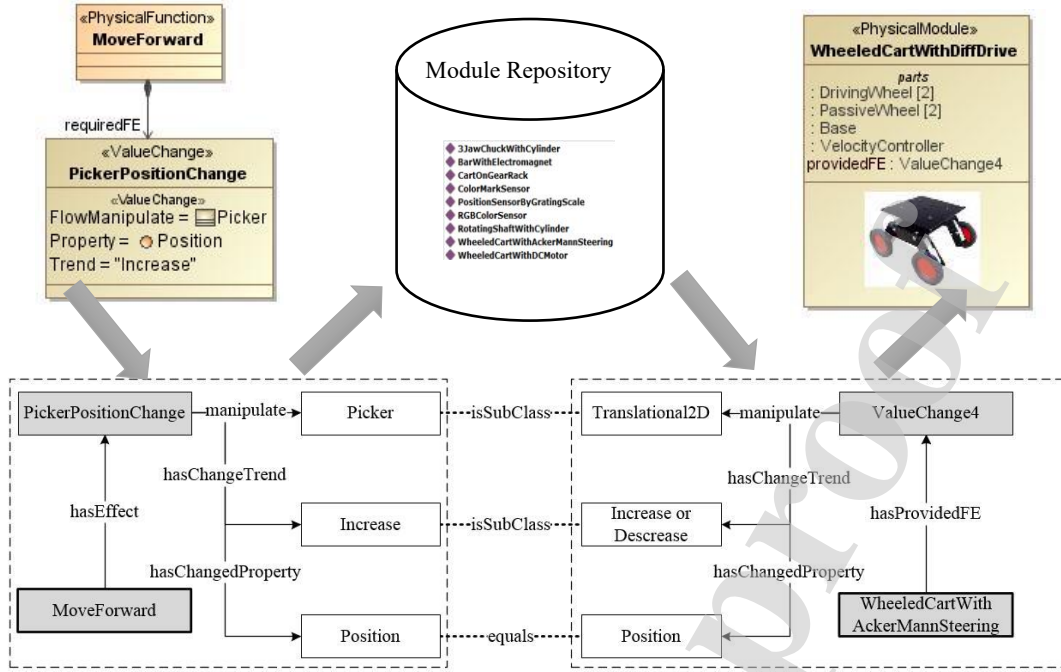 «PhysicalFunction»
MoveForward
requiredFE
«ValueChange»
PickerPositionChange
«ValueChange»
FlowManipulate = Picker
Property = Position
Trend = "Increase"
Module Repository
3JawChuckWithCylinder
BarWithElectromagnet
CartOnGearRack
ColorMarkSensor
PositionSensorByGratingScale
RGBColorSensor
RotatingShaftWithCylinder
WheeledCartWithAckerMannSteering
WheeledCartWithDCMotor
«PhysicalModule»
WheeledCartWithDiffDrive
parts
: DrivingWheel [2]
: PassiveWheel [2]
: Base
: VelocityController
providedFE : ValueChange4
PickerPositionChange
manipulate
Picker
hasChangeTrend
hasEffect
Increase
hasChangedProperty
MoveForward
Position
isSubClass
isSubClass
equals
Translational2D
manipulate
ValueChange4
hasChangeTrend
Increase or
Descrease
hasProvidedFE
hasChangedProperty
Position
WheeledCartWith
AckerMannSteering
proof